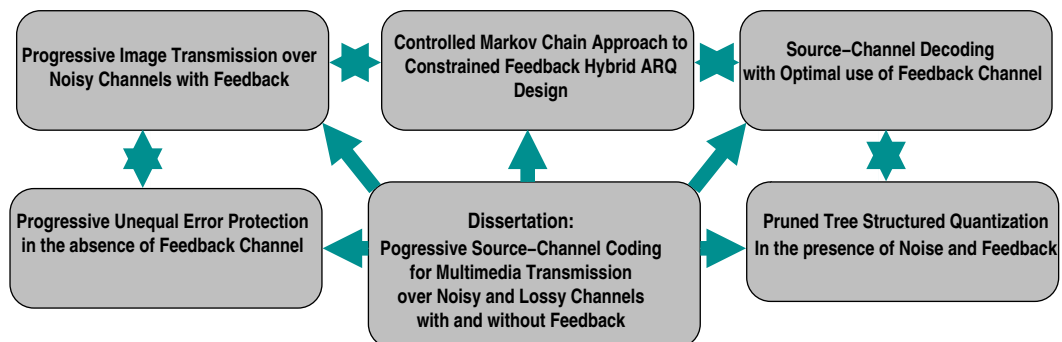 Progressive Image Transmission over
Noisy Channels with Feedback
Controlled Markov Chain Approach to
Constrained Feedback Hybrid ARQ
Design
Source−Channel Decoding
with Optimal use of Feedback Channel
Progressive Unequal Error Protection
in the absence of Feedback Channel
Dissertation:
Pogressive Source−Channel Coding
for Multimedia Transmission
over Noisy and Lossy Channels
with and without Feedback
Pruned Tree Structured Quantization
In the presence of Noise and Feedback